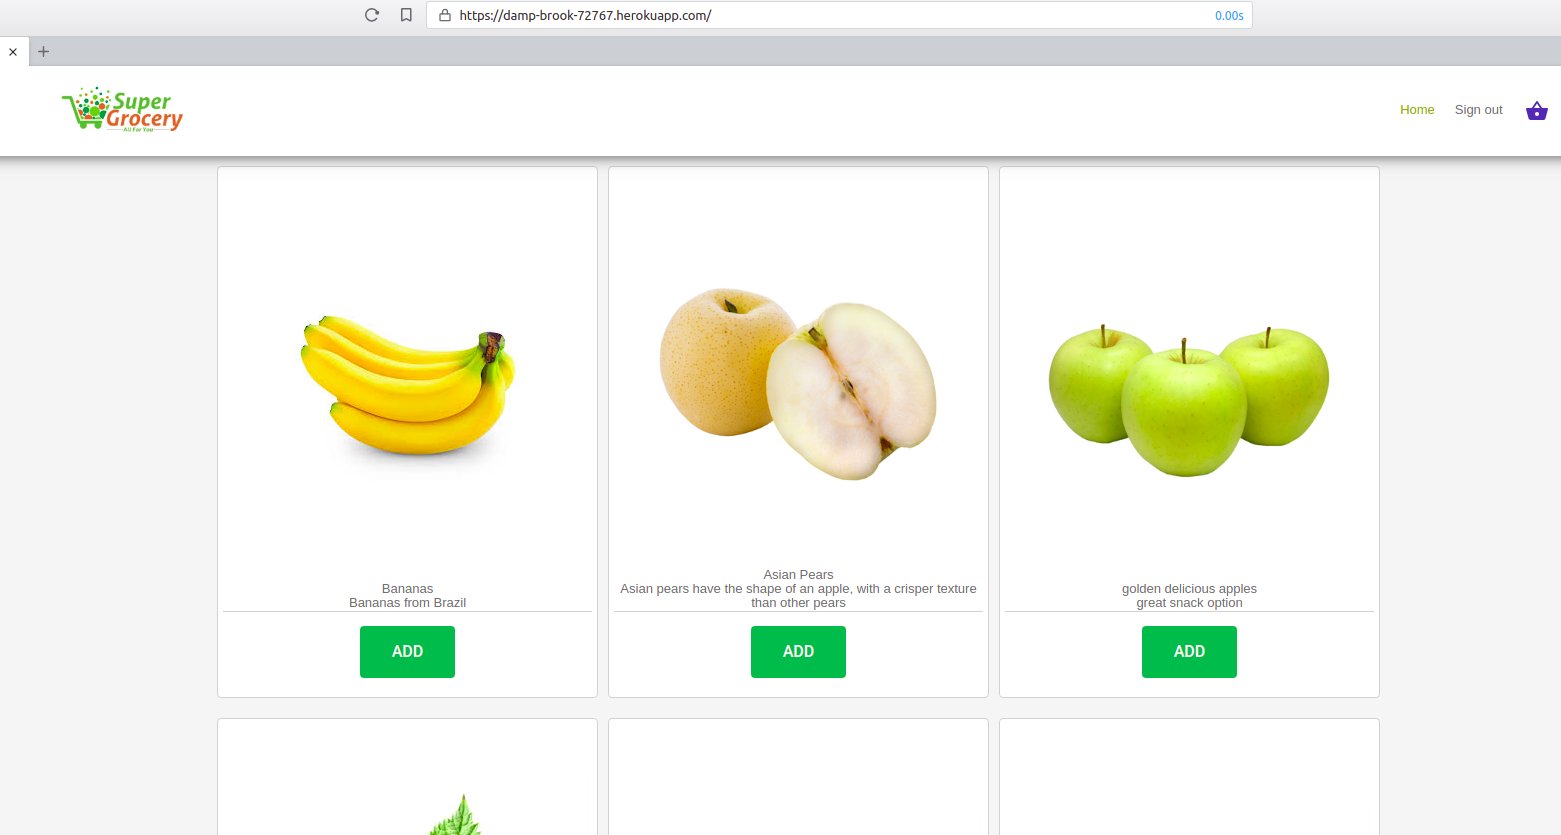 https://damp-brook-72767.herokuapp.com/
0.00s
Super
Grocery
All For You
Home
Sign out
Bananas
Bananas from Brazil
ADD
Asian Pears
Asian pears have the shape of an apple, with a crisper texture
than other pears
ADD
golden delicious apples
great snack option
ADD